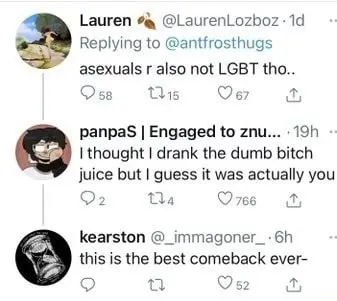 Lauren 🍂 @LaurenLozboz · 1d
Replying to @antfrosthugs
asexuals r also not LGBT tho..
58 15 67
panpaS | Engaged to znu... · 19h
I thought I drank the dumb bitch
juice but I guess it was actually you
2 4 766
kearston @_immagoner_ · 6h
this is the best comeback ever-
52